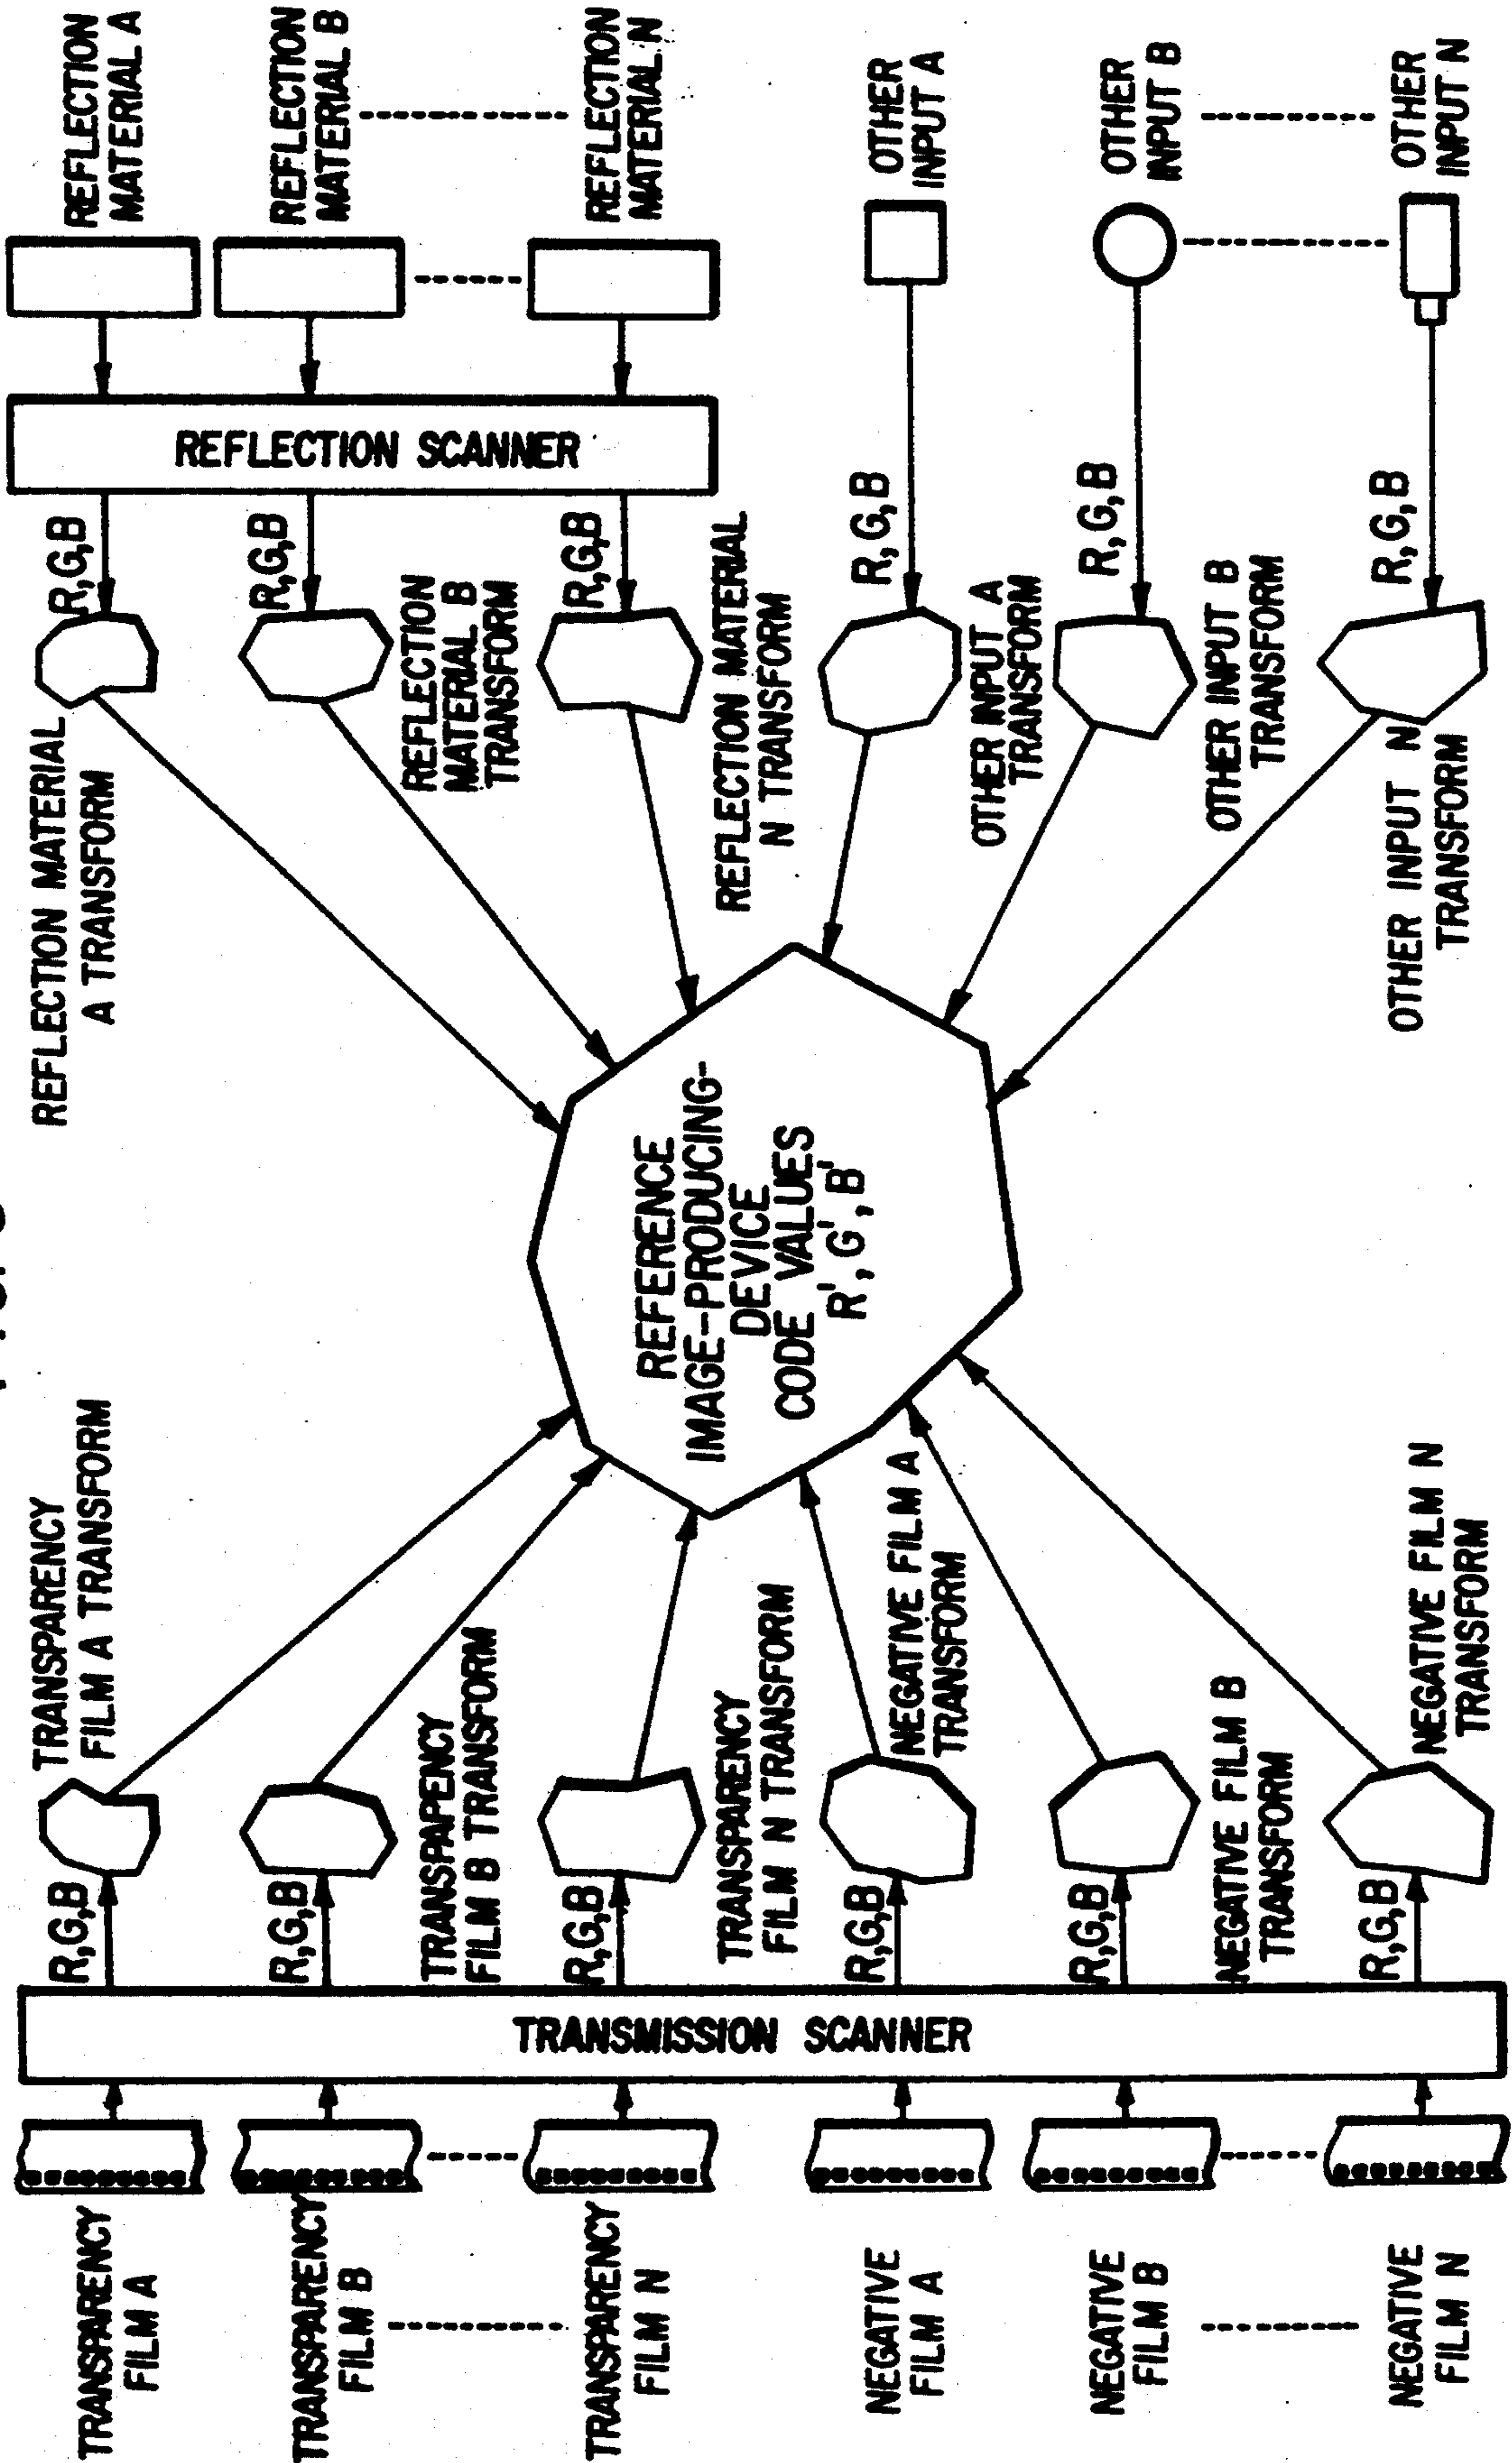 TRANSPARENCY
FILM A
TRANSPARENCY
FILM B
TRANSPARENCY
FILM N
NEGATIVE
FILM A
NEGATIVE
FILM B
NEGATIVE
FILM N
TRANSMISSION SCANNER
R,G,B
R,G,B
R,G,B
R,G,B
R,G,B
R,G,B
TRANSPARENCY
FILM A TRANSFORM
TRANSPAPENCY
FILM B TRANSFORM
TRANSPARENCY
FILM N TRANSFORM
NEGATIVE FILM A
TRANSFORM
NEGATIVE FILM B
TRANSFORM
NEGATIVE FILM N
TRANSFORM
REFERENCE
IMAGE-PRODUCING-
DEVICE
CODE VALUES
R', G', B'
REFLECTION MATERIAL
A TRANSFORM
REFLECTION
MATERIAL B
TRANSFORM
REFLECTION MATERIAL
N TRANSFORM
OTHER INPUT A
TRANSFORM
OTHER INPUT B
TRANSFORM
OTHER INPUT N
TRANSFORM
R,G,B
R,G,B
R,G,B
R,G,B
R,G,B
R,G,B
REFLECTION SCANNER
REFLECTION
MATERIAL A
REFLECTION
MATERIAL B
REFLECTION
MATERIAL N
OTHER
INPUT A
OTHER
INPUT B
OTHER
INPUT N